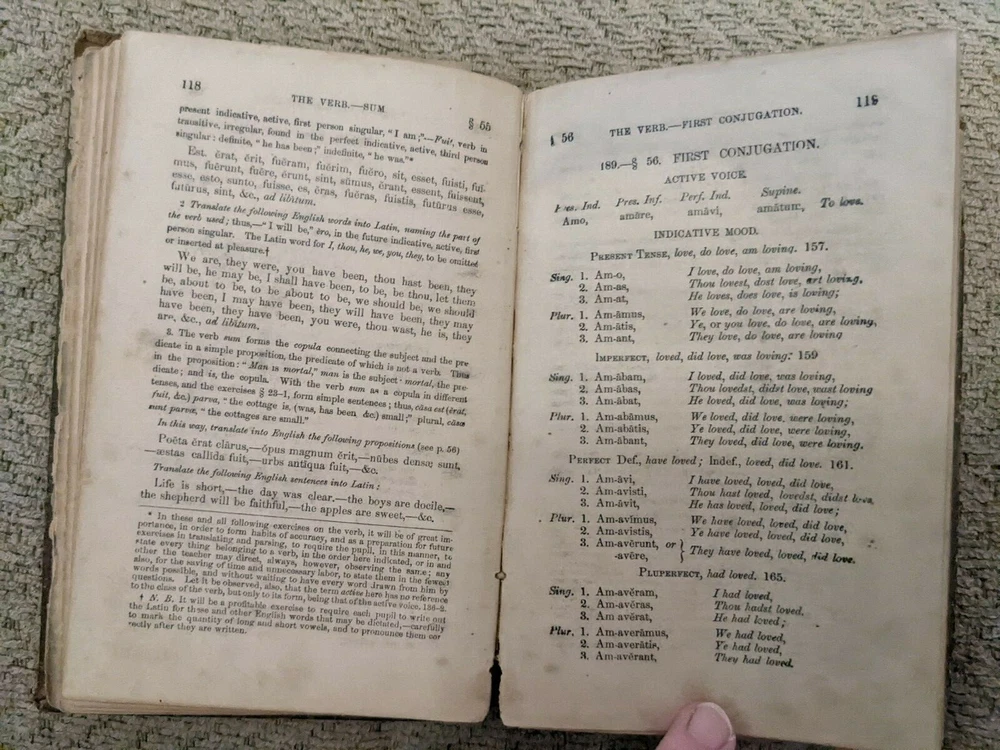 118
THE VERB.—SUM
§ 55
present indicative, active, first person singular, "I am;"—Fuit, verb in
transitive, irregular, found in the perfect indicative, active, third person
singular: definite, "he has been;" indefinite, "he was."*
Est, ĕrat, ĕrit, fuĕram, fuĕrim, fuĕro, sit, esset, fuisti, fui-
mus, fuĕrunt, fuĕre, ĕrunt, sint, sŭmus, ĕrant, essent, fuissent,
esse, esto, sunto, fuisse, es, ĕras, fuĕras, fuistis, futūrus esse,
futūrus, sint, &c., ad libĭtum.
2 Translate the following English words into Latin, naming the part of
the verb used; thus,—"I will be," ĕro, in the future indicative, active, first
person singular. The Latin word for I, thou, he, we, you, they, to be omitted
or inserted at pleasure.†
We are, they were, you have been, thou hast been, they
will be, he may be, I shall have been, to be, be thou, let them
be, about to be, to be about to be, we should be, we should
have been, I may have been, they will have been, they may
have been, they have been, you were, thou wast, he is, they
are, &c., ad libĭtum.
3. The verb sum forms the copula connecting the subject and the pre
dicate in a simple proposition, the predicate of which is not a verb. Thus
in the proposition: "Man is mortal," man is the subject · mortal, the pre-
dicate; and is, the copula. With the verb sum as a copula in different
tenses, and the exercises § 23–1, form simple sentences; thus, căsa est (ĕrat,
fuit, &c.) parva, "the cottage is, (was, has been &c.) small;" plural, căsæ
sunt parvæ, "the cottages are small."
In this way, translate into English the following propositions (see p. 56)
Poëta ĕrat clārus,—ŏpus magnum ĕrit,—nūbes densæ sunt,
—æstas callida fuit,—urbs antiqua fuit,—&c.
Translate the following English sentences into Latin:
Life is short,—the day was clear.—the boys are docile,—
the shepherd will be faithful,—the apples are sweet,—&c.
* In these and all following exercises on the verb, it will be of great im-
portance, in order to form habits of accuracy, and as a preparation for future
exercises in translating and parsing, to require the pupil, in this manner, to
state every thing belonging to a verb, in the order here indicated, or in and
other the teacher may direct, always, however, observing the same; any
also, for the saving of time and unnecessary labor, to state them in the fewest
words possible, and without waiting to have every word drawn from him by
questions. Let it be observed, also, that the term active here has no reference
to the class of the verb, but only to its form, being that of the active voice, 136-2.
† N. B. It will be a profitable exercise to require each pupil to write out
the Latin for these and other English words that may be dictated,—carefully
to mark the quantity of long and short vowels, and to pronounce them cor
rectly after they are written.
§ 56
THE VERB.—FIRST CONJUGATION.
119
189.—§ 56. FIRST CONJUGATION.
ACTIVE VOICE
Pres. Ind. Pres. Inf. Perf. Ind. Supine.
Amo, amāre, amāvi, amātum, To love.
INDICATIVE MOOD.
PRESENT TENSE, love, do love, am loving. 157.
Sing. 1. Am-o, I love, do love, am loving,
2. Am-as, Thou lovest, dost love, art loving,
3. Am-at, He loves, does love, is loving;
Plur. 1. Am-āmus, We love, do love, are loving,
2. Am-ātis, Ye, or you love, do love, are loving,
3. Am-ant, They love, do love, are loving
IMPERFECT, loved, did love, was loving: 159
Sing. 1. Am-ābam, I loved, did love, was loving,
2. Am-ābas, Thou lovedst, didst love, wast loving
3. Am-ābat, He loved, did love, was loving;
Plur. 1. Am-abāmus, We loved, did love, were loving,
2. Am-abātis, Ye loved, did love, were loving,
3. Am-ābant, They loved, did love, were loving.
PERFECT Def., have loved; Indef., loved, did love. 161.
Sing. 1. Am-āvi, I have loved, loved, did love,
2. Am-avisti, Thou hast loved, lovedst, didst love,
3. Am-āvit, He has loved, loved, did love;
Plur. 1. Am-avĭmus, We have loved, loved, did love,
2. Am-avistis, Ye have loved, loved, did love,
3. Am-avērunt, or } They have loved, loved, did love.
-avēre,
PLUPERFECT, had loved. 165.
Sing. 1. Am-avĕram, I had loved,
2. Am-avĕras, Thou hadst loved,
3. Am avĕrat, He had loved;
Plur. 1. Am-averāmus, We had loved,
2. Am-averātis, Ye had loved,
3. Am-avĕrant, They had loved.